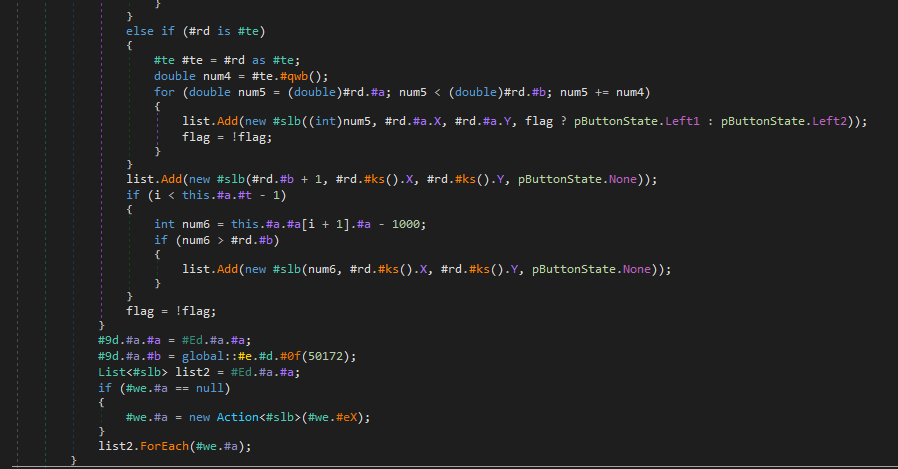 }
}
else if (#rd is #te)
{
#te #te = #rd as #te;
double num4 = #te.#qwb();
for (double num5 = (double)#rd.#a; num5 < (double)#rd.#b; num5 += num4)
{
list.Add(new #slb((int)num5, #rd.#a.X, #rd.#a.Y, flag ? pButtonState.Left1 : pButtonState.Left2));
flag = !flag;
}
}
list.Add(new #slb(#rd.#b + 1, #rd.#ks().X, #rd.#ks().Y, pButtonState.None));
if (i < this.#a.#t - 1)
{
int num6 = this.#a.#a[i + 1].#a - 1000;
if (num6 > #rd.#b)
{
list.Add(new #slb(num6, #rd.#ks().X, #rd.#ks().Y, pButtonState.None));
}
}
flag = !flag;
}
#9d.#a.#a = #Ed.#a.#a;
#9d.#a.#b = global::#e.#d.#0f(50172);
List<#slb> list2 = #Ed.#a.#a;
if (#we.#a == null)
{
#we.#a = new Action<#slb>(#we.#eX);
}
list2.ForEach(#we.#a);
}